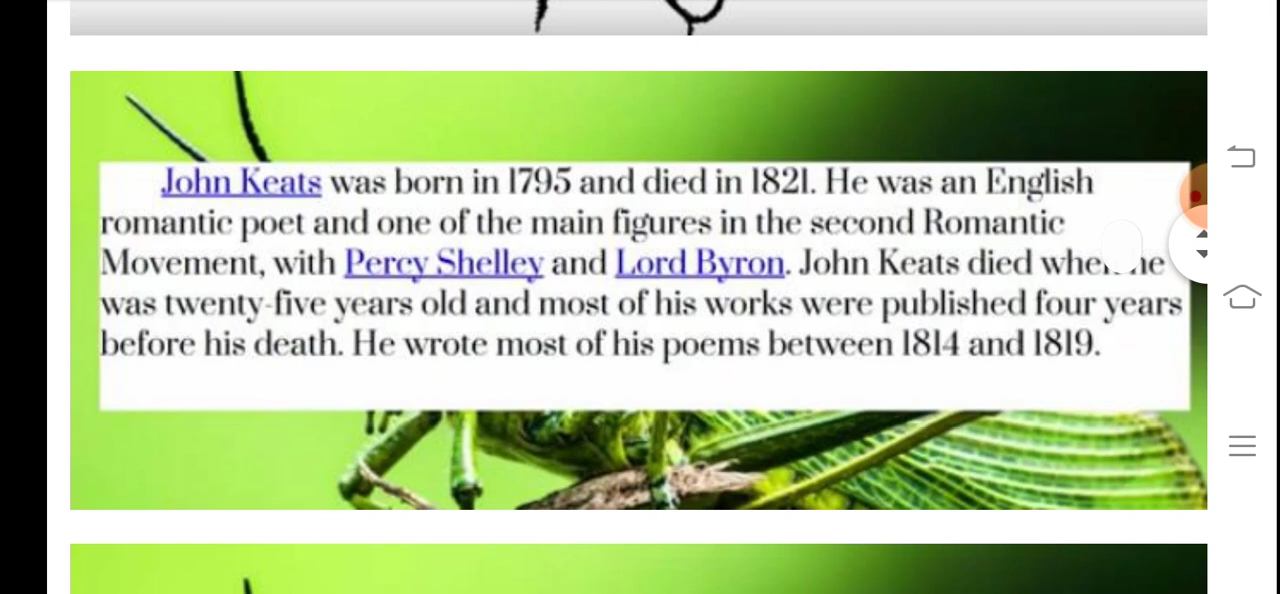 John Keats was born in 1795 and died in 1821. He was an English
romantic poet and one of the main figures in the second Romantic
Movement, with Percy Shelley and Lord Byron. John Keats died
was twenty-five years old and most of his works were published four years
before his death. He wrote most of his poems between 1814 and 1819.